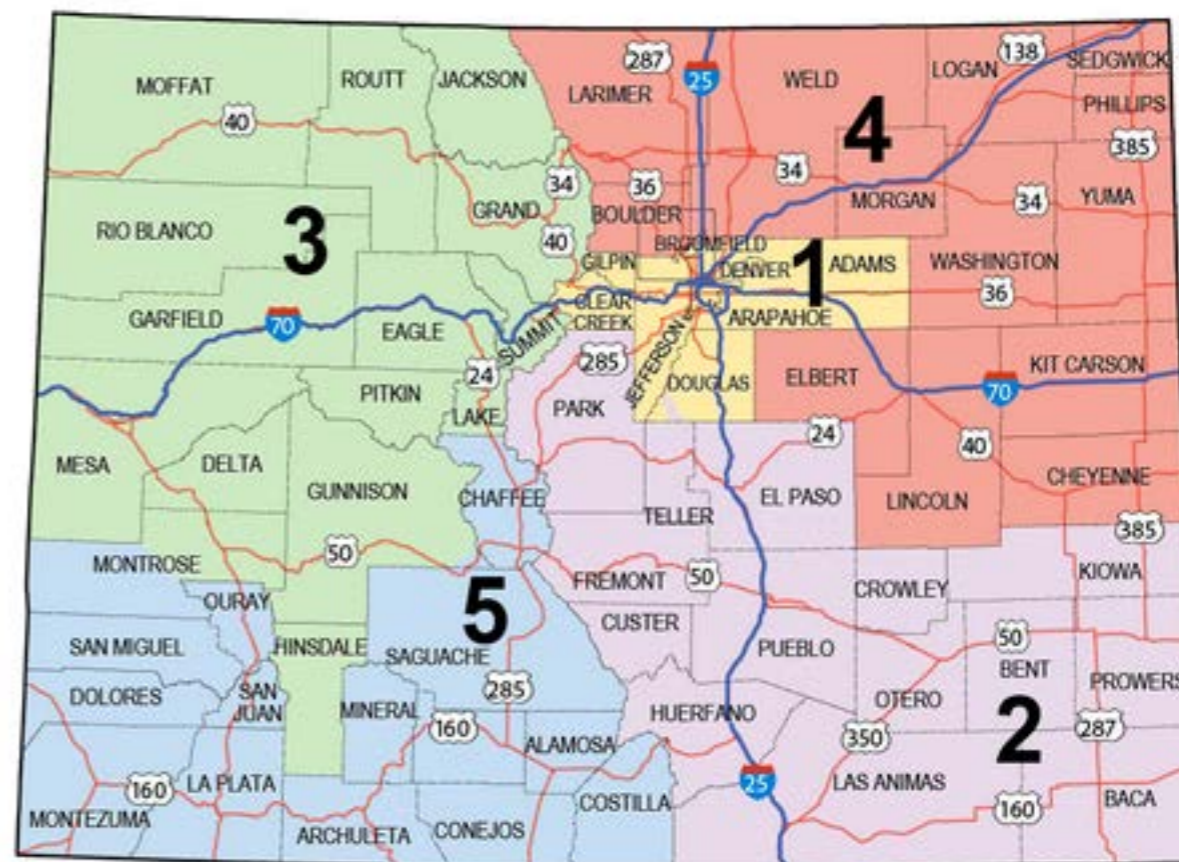 MOFFAT
ROUTT
JACKSON
LARIMER
287
25
WELD
LOGAN
138
SEDGWICK
PHILLIPS
385
40
4
34
36
34
MORGAN
34
YUMA
RIO BLANCO
3
GRAND
40
BOULDER
BROOMFIELD
GILPIN
DENVER
1
ADAMS
WASHINGTON
36
CLEAR
CREEK
ARAPAHOE
GARFIELD
70
EAGLE
SUMMIT
24
285
JEFFERSON
DOUGLAS
ELBERT
KIT CARSON
70
PITKIN
LAKE
PARK
24
40
MESA
DELTA
GUNNISON
CHAFFEE
TELLER
EL PASO
LINCOLN
CHEYENNE
385
MONTROSE
50
FREMONT
50
CROWLEY
KIOWA
OURAY
5
CUSTER
SAN MIGUEL
HINSDALE
SAGUACHE
PUEBLO
50
BENT
PROWERS
DOLORES
SAN
JUAN
MINERAL
285
160
HUERFANO
OTERO
350
2
287
ALAMOSA
LA PLATA
160
COSTILLA
25
LAS ANIMAS
160
BACA
MONTEZUMA
ARCHULETA
CONEJOS